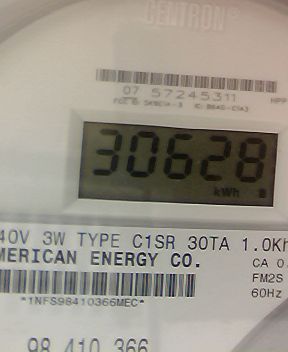 CENTRON®
07 57245311
30628
kWh B
40V 3W TYPE C1SR 30TA 1.0Kh
MERICAN ENERGY CO.
CA 0.
FM2S
60Hz
*1NFS98410366MEC*
98 410 366